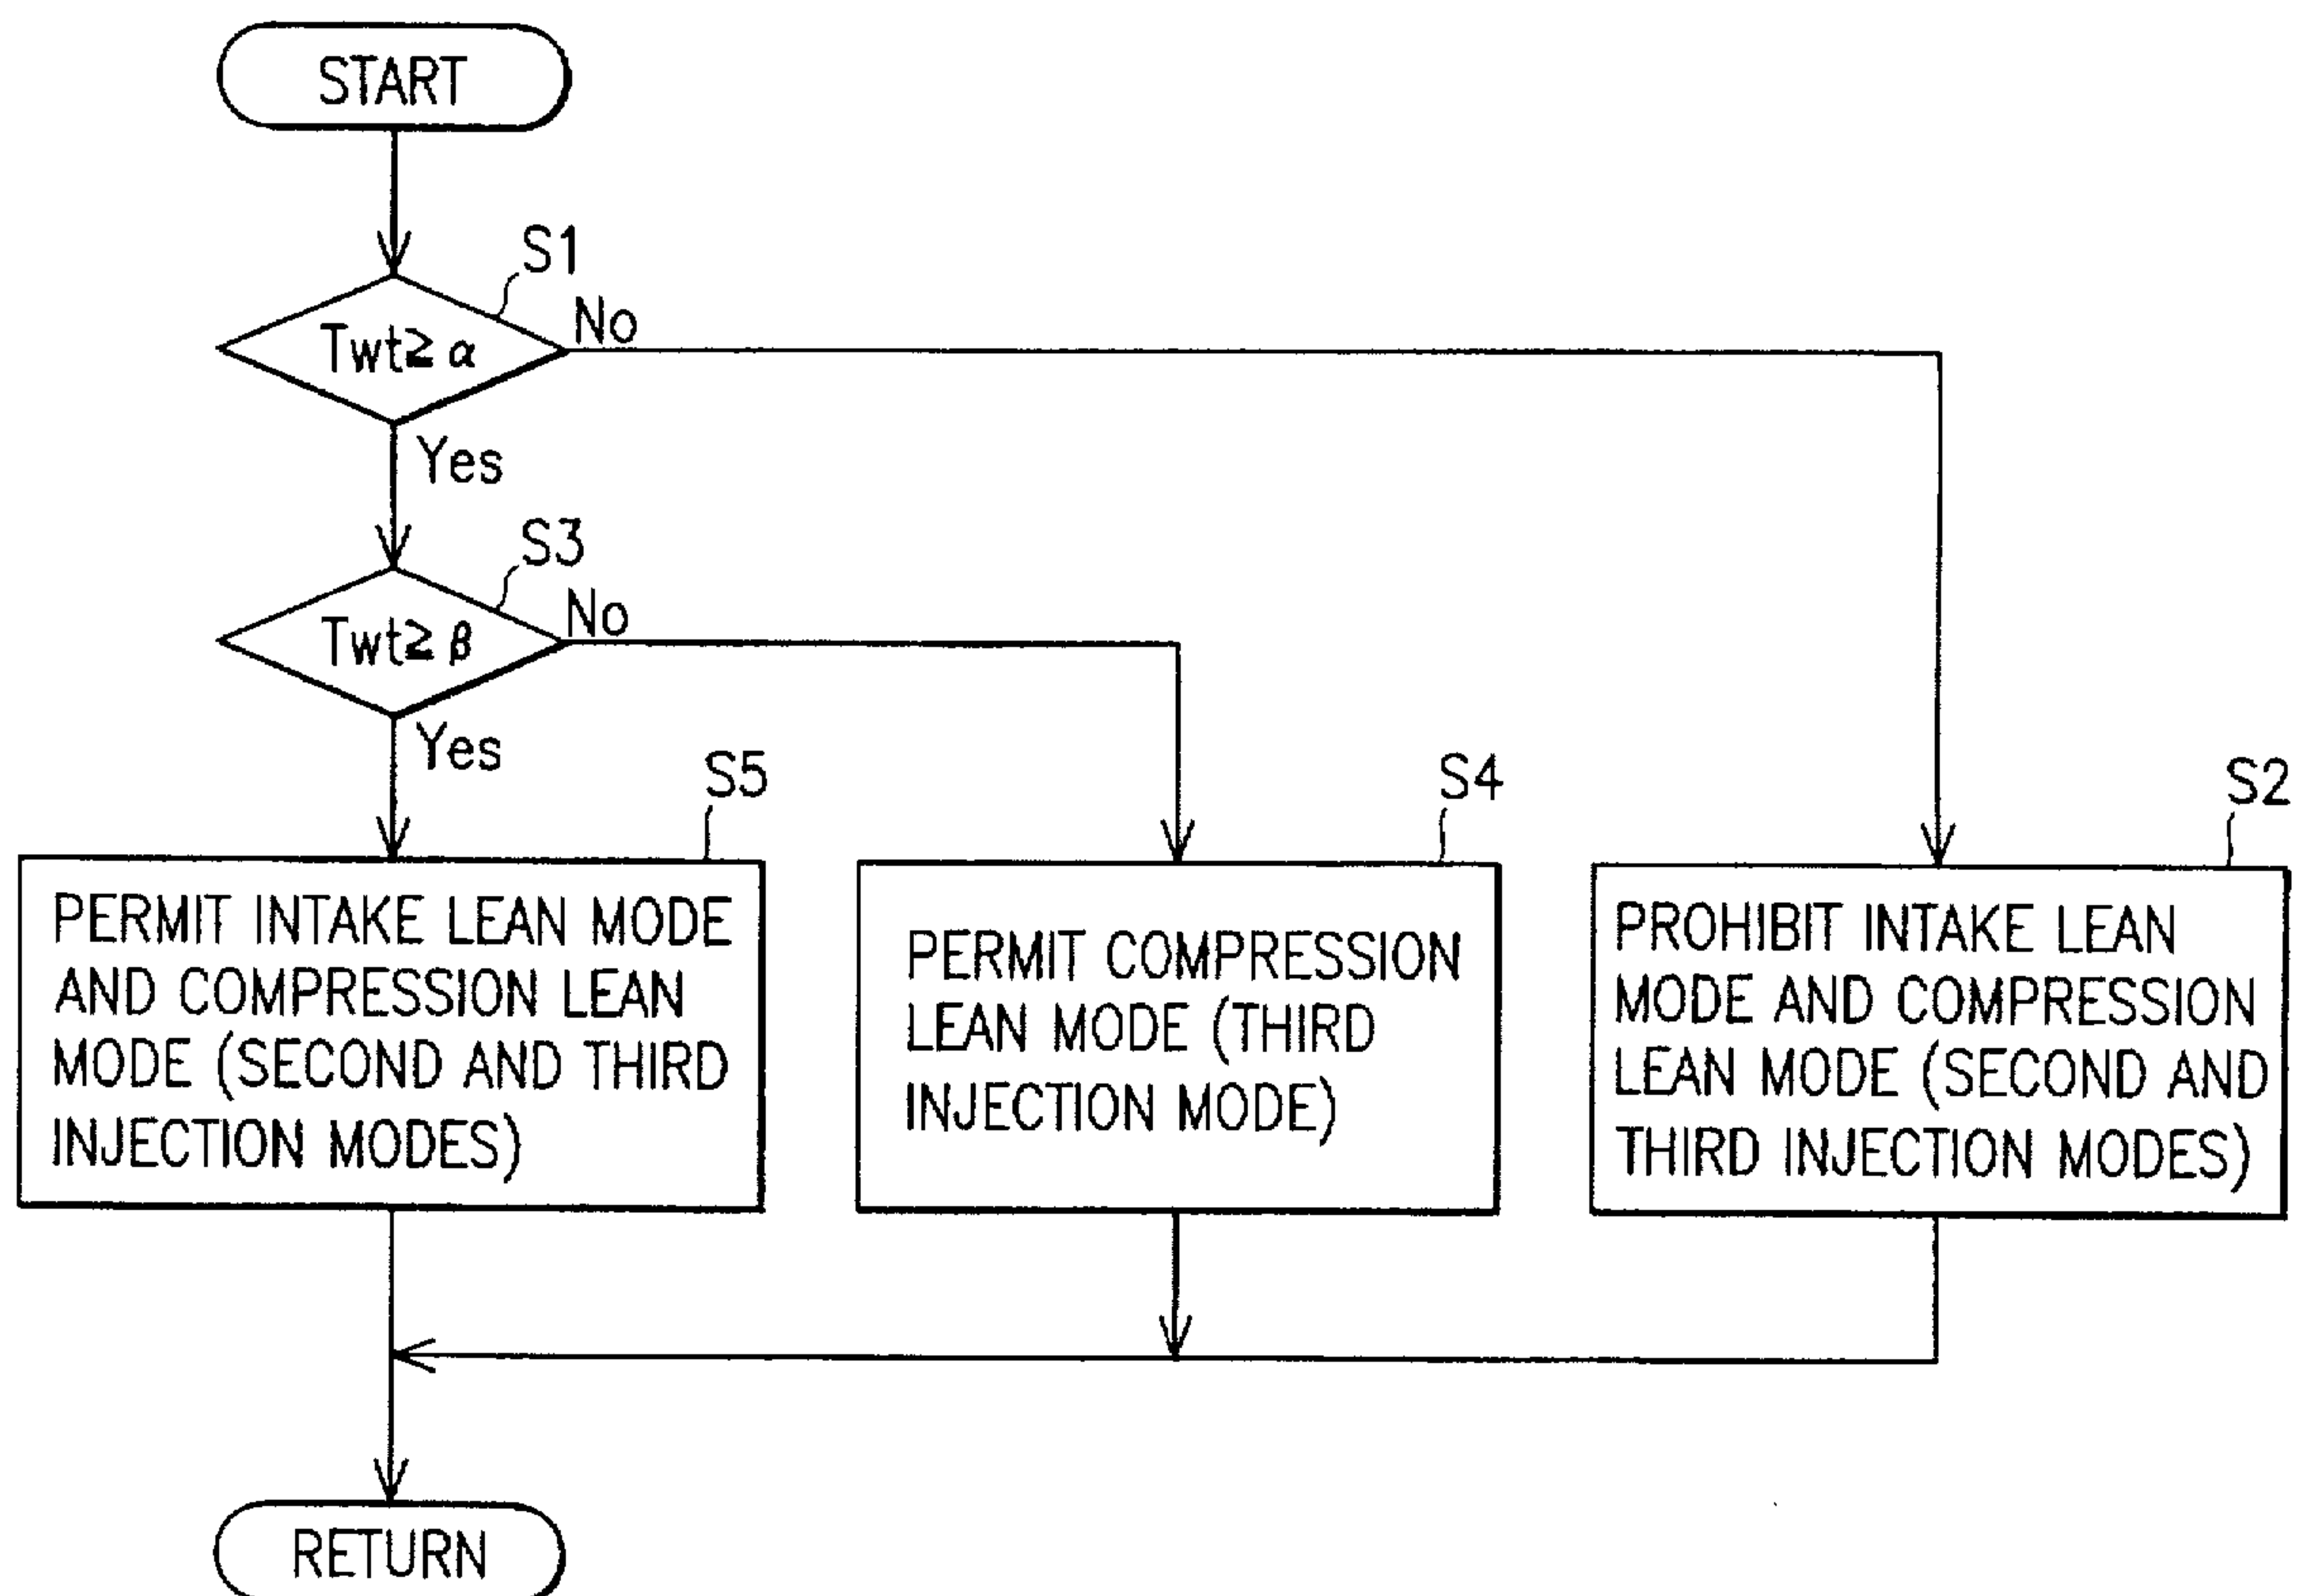 START
S1
Twt≧α
No
Yes
S3
Twt≧β
No
Yes
S5
PERMIT INTAKE LEAN MODE
AND COMPRESSION LEAN
MODE (SECOND AND THIRD
INJECTION MODES)
S4
PERMIT COMPRESSION
LEAN MODE (THIRD
INJECTION MODE)
S2
PROHIBIT INTAKE LEAN
MODE AND COMPRESSION
LEAN MODE (SECOND AND
THIRD INJECTION MODES)
RETURN